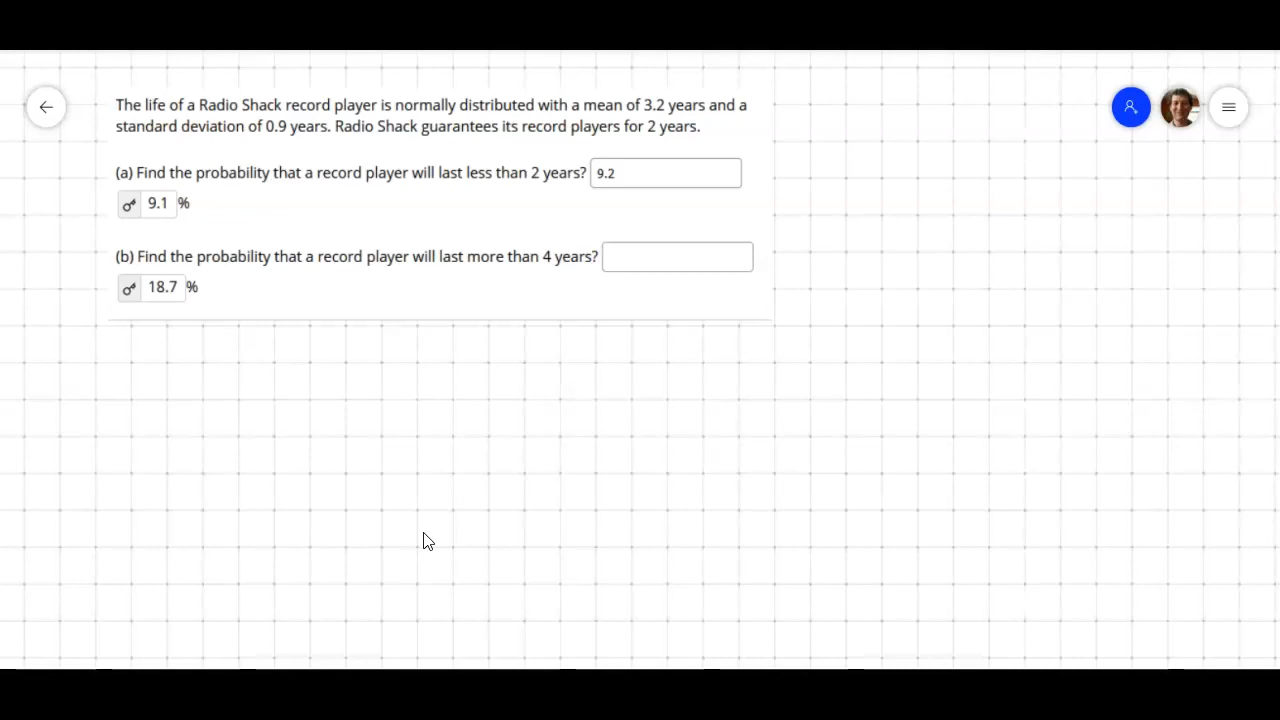 The life of a Radio Shack record player is normally distributed with a mean of 3.2 years and a
standard deviation of 0.9 years. Radio Shack guarantees its record players for 2 years.
(a) Find the probability that a record player will last less than 2 years? 9.2
9.1 %
(b) Find the probability that a record player will last more than 4 years?
18.7 %